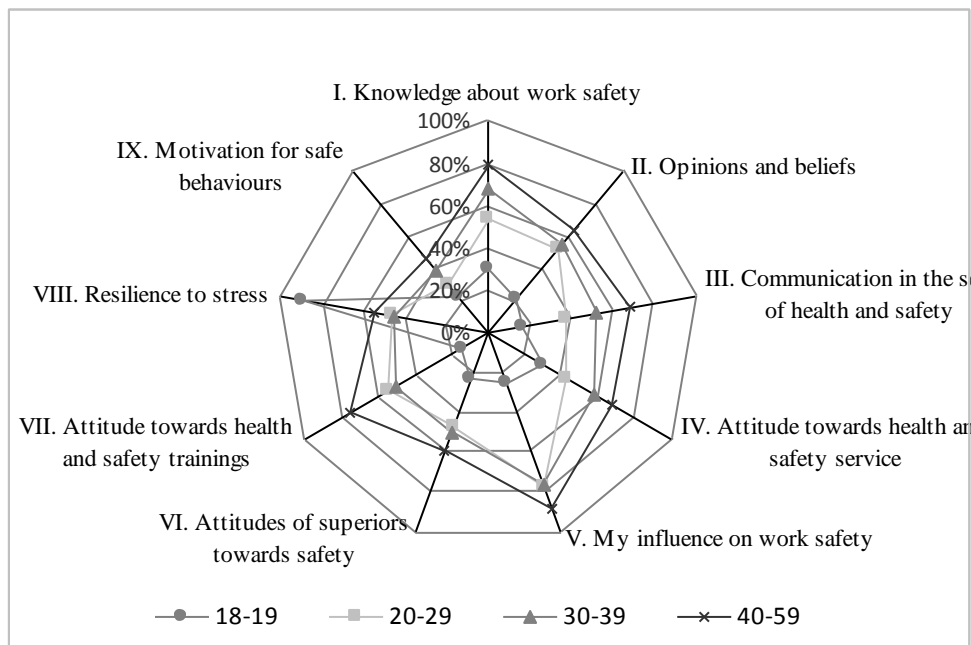 I. Knowledge about work safety
100%
80%
60%
40%
20%
0%
II. Opinions and beliefs
III. Communication in the
of health and safety
IV. Attitude towards health
safety service
V. My influence on work safety
VI. Attitudes of superiors
towards safety
VII. Attitude towards health
and safety trainings
VIII. Resilience to stress
IX. Motivation for safe
behaviours
18-19
20-29
30-39
40-59